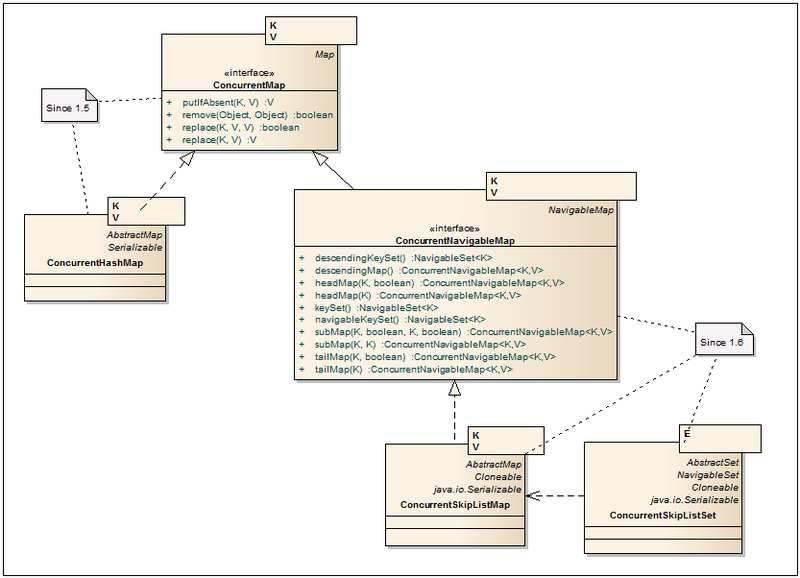 K
V
Map
«interface»
ConcurrentMap
+ putIfAbsent(K, V) :V
+ remove(Object, Object) :boolean
+ replace(K, V, V) :boolean
+ replace(K, V) :V
Since 1.5
K
V
AbstractMap
Serializable
ConcurrentHashMap
K
V
NavigableMap
«interface»
ConcurrentNavigableMap
+ descendingKeySet() :NavigableSet<K>
+ descendingMap() :ConcurrentNavigableMap<K,V>
+ headMap(K, boolean) :ConcurrentNavigableMap<K,V>
+ headMap(K) :ConcurrentNavigableMap<K,V>
+ keySet() :NavigableSet<K>
+ navigableKeySet() :NavigableSet<K>
+ subMap(K, boolean, K, boolean) :ConcurrentNavigableMap<K,V>
+ subMap(K, K) :ConcurrentNavigableMap<K,V>
+ tailMap(K, boolean) :ConcurrentNavigableMap<K,V>
+ tailMap(K) :ConcurrentNavigableMap<K,V>
Since 1.6
K
V
AbstractMap
Cloneable
java.io.Serializable
ConcurrentSkipListMap
E
AbstractSet
NavigableSet
Cloneable
java.io.Serializable
ConcurrentSkipListSet